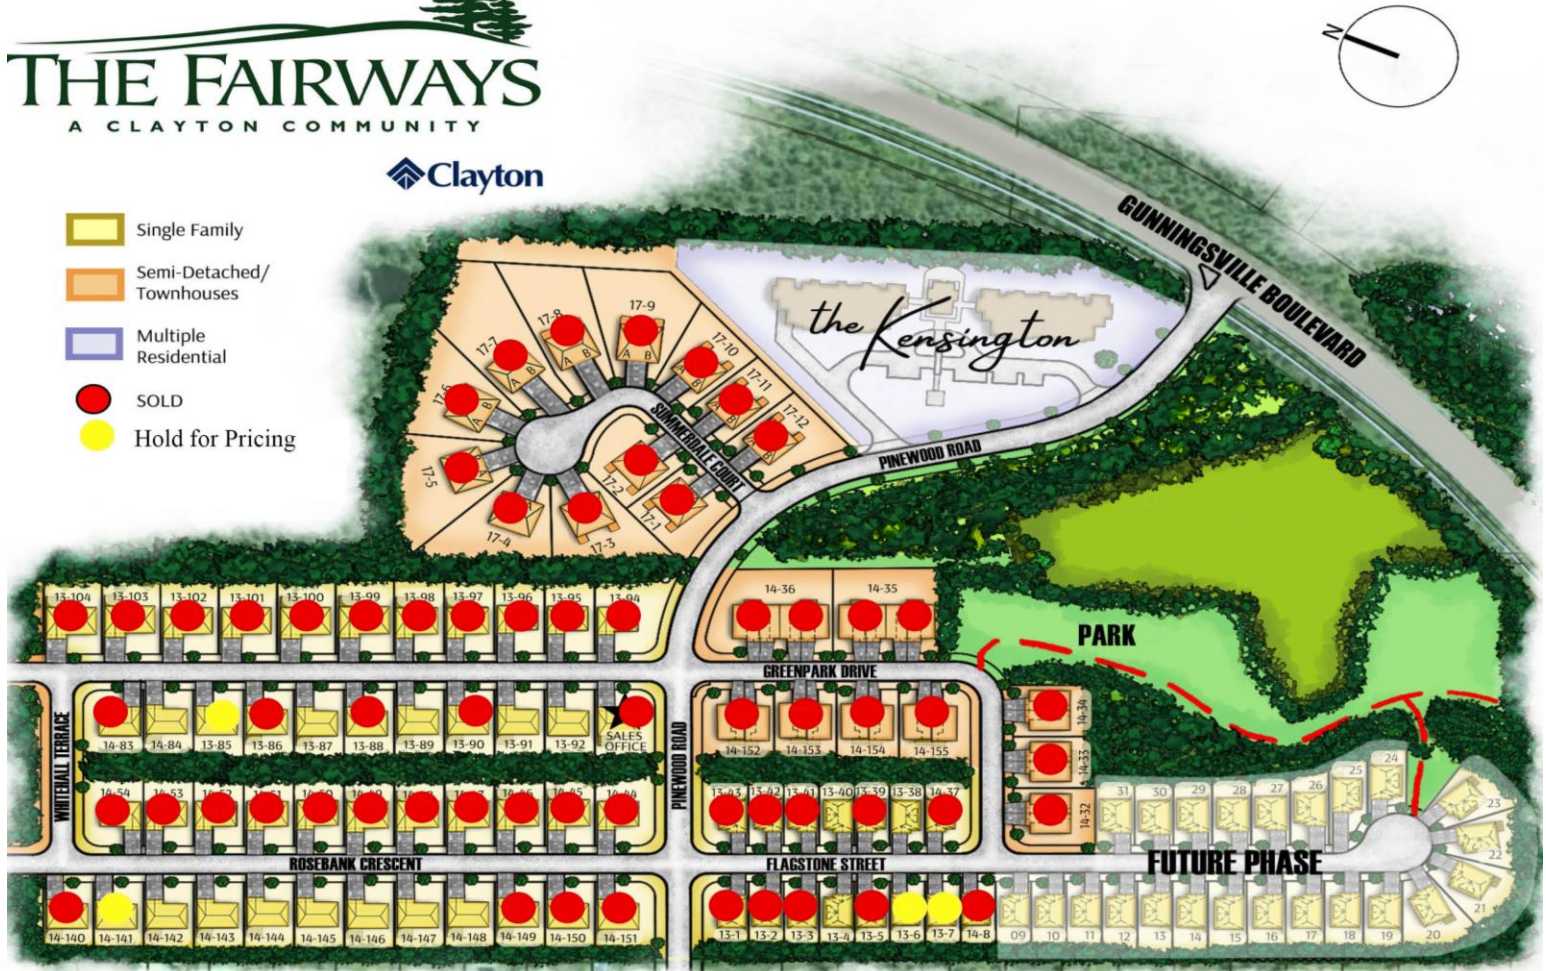 THE FAIRWAYS
A CLAYTON COMMUNITY
Clayton
N
Single Family
Semi-Detached/
Townhouses
Multiple
Residential
SOLD
Hold for Pricing
GUNNINGSVILLE BOULEVARD
the Kensington
PINEWOOD ROAD
SUMMERDALE COURT
17-9
17-8
17-7
17-6
17-5
17-4
17-3
17-2
17-1
17-10
17-11
17-12
A B
A B
A B
13-104 13-103 13-102 13-101 13-100 13-99 13-98 13-97 13-96 13-95 13-94
14-36 14-35
PARK
GREENPARK DRIVE
WHITEHALL TERRACE
PINEWOOD ROAD
14-83 14-84 13-85 13-86 13-87 13-88 13-89 13-90 13-91 13-92
SALES
OFFICE
14-152 14-153 14-154 14-155
14-34
14-33
14-32
14-54 14-53 14-44
13-43 13-42 13-41 13-40 13-39 13-38 14-37
31 30 29 28 27 26 25 24
23
22
21
20
ROSEBANK CRESCENT
FLAGSTONE STREET
FUTURE PHASE
14-140 14-141 14-142 14-143 14-144 14-145 14-146 14-147 14-148 14-149 14-150 14-151
13-1 13-2 13-3 13-4 13-5 13-6 13-7 14-8 09 10 11 12 13 14 15 16 17 18 19